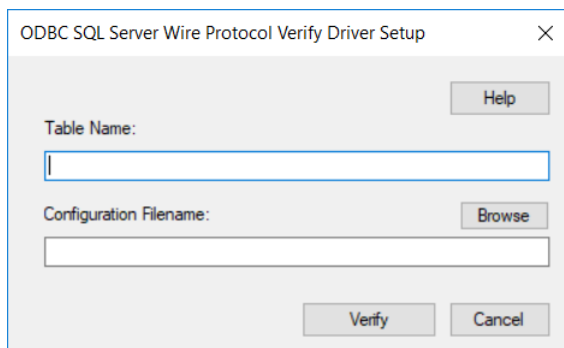 ODBC SQL Server Wire Protocol Verify Driver Setup
Help
Table Name:
Configuration Filename:
Browse
Verify
Cancel